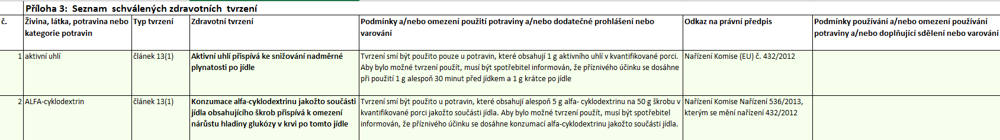 Příloha 3: Seznam schválených zdravotních tvrzení
č.
Živina, látka, potravina nebo
kategorie potravin
Typ tvrzení
Zdravotní tvrzení
Podmínky a/nebo omezení použití potraviny a/nebo dodatečné prohlášení nebo
varování
Odkaz na právní předpis
Podmínky používání a/nebo omezení používání
potraviny a/nebo doplňující sdělení nebo varování
1
aktivní uhlí
článek 13(1)
Aktivní uhlí přispívá ke snižování nadměrné
plynatosti po jídle
Tvrzení smí být použito pouze u potravin, které obsahují 1 g aktivního uhlí v kvantifikované porci.
Aby bylo možné tvrzení použít, musí být spotřebitel informován, že příznivého účinku se dosáhne
při použití 1 g alespoň 30 minut před jídkem a 1 g krátce po jídle
Nařízení Komise (EU) č. 432/2012
2
ALFA-cyklodextrin
článek 13(1)
Konzumace alfa-cyklodextrinu jakožto součásti
jídla obsahujícího škrob přispívá k omezení
nárůstu hladiny glukózy v krvi po tomto jídle
Tvrzení smí být použito u potravin, které obsahují alespoň 5 g alfa- cyklodextrinu na 50 g škrobu v
kvantifikované porci jakožto součásti jídla. Aby bylo možné tvrzení použít, musí být spotřebitel
informován, že příznivého účinku se dosáhne konzumací alfa-cyklodextrinu jakožto součásti jídla.
Nařízení Komise Nařízení 536/2013,
kterým se mění nařízení 432/2012